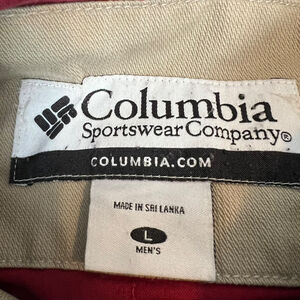 Columbia
Sportswear Company®
COLUMBIA.COM
MADE IN SRI LANKA
L
MEN'S